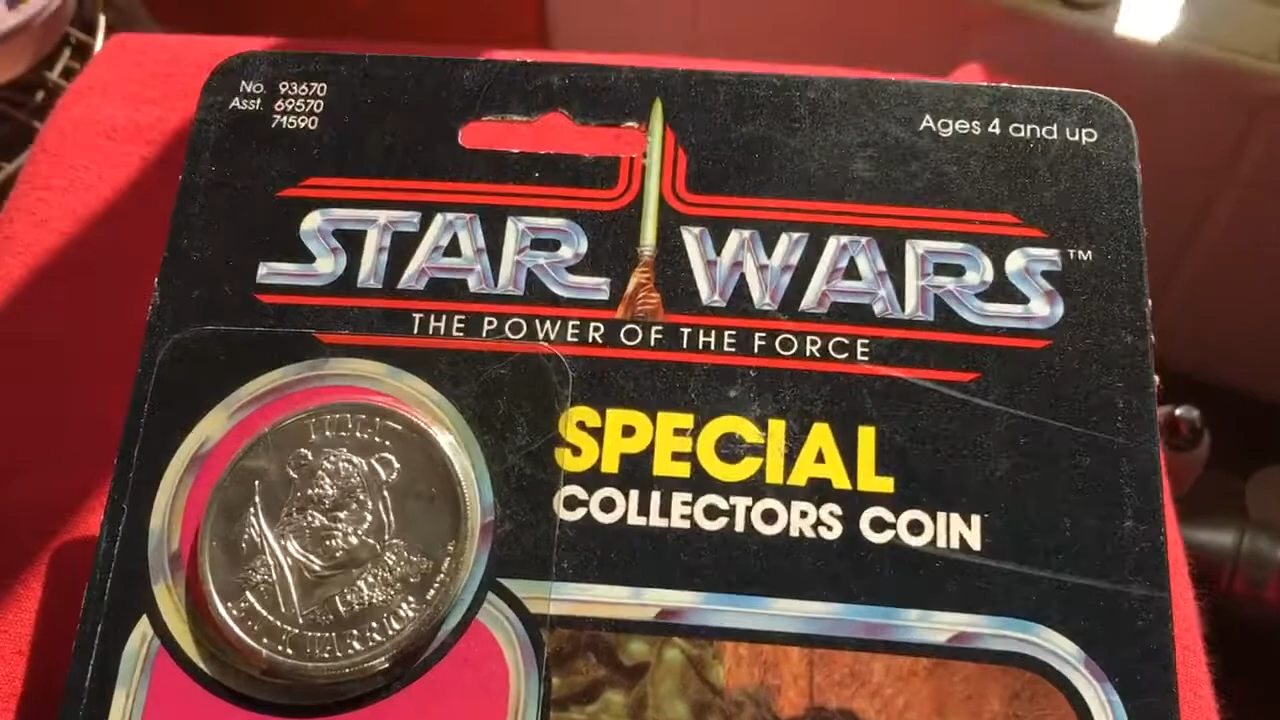 No. 93670
Asst. 69570
71590
Ages 4 and up
STAR WARS™
THE POWER OF THE FORCE
SPECIAL
COLLECTORS COIN
WARRIOR